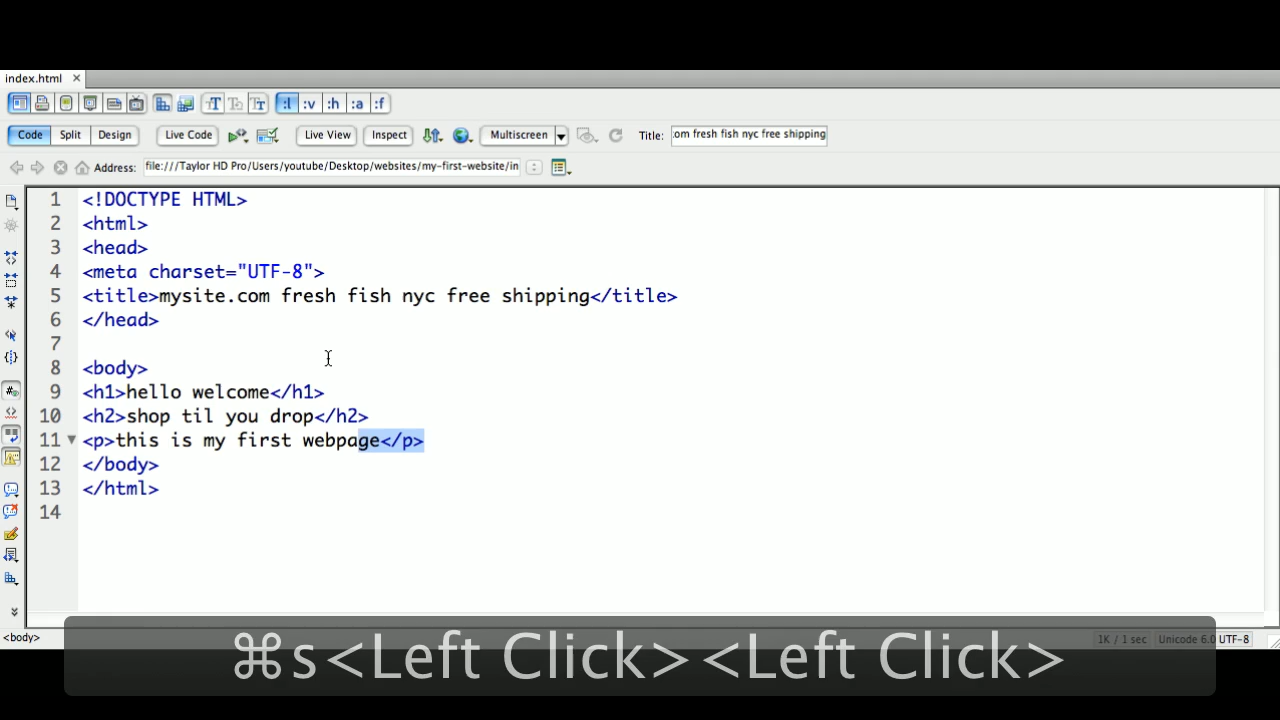 index.html
:l :v :h :a :f
Code Split Design Live Code Live View Inspect Multiscreen Title: om fresh fish nyc free shipping
Address: file:///Taylor HD Pro/Users/youtube/Desktop/websites/my-first-website/in
1 <!DOCTYPE HTML>
2 <html>
3 <head>
4 <meta charset="UTF-8">
5 <title>mysite.com fresh fish nyc free shipping</title>
6 </head>
7
8 <body>
9 <h1>hello welcome</h1>
10 <h2>shop til you drop</h2>
11 <p>this is my first webpage</p>
12 </body>
13 </html>
14
<body> 1K / 1 sec Unicode 6.0 UTF-8
⌘s<Left Click><Left Click>